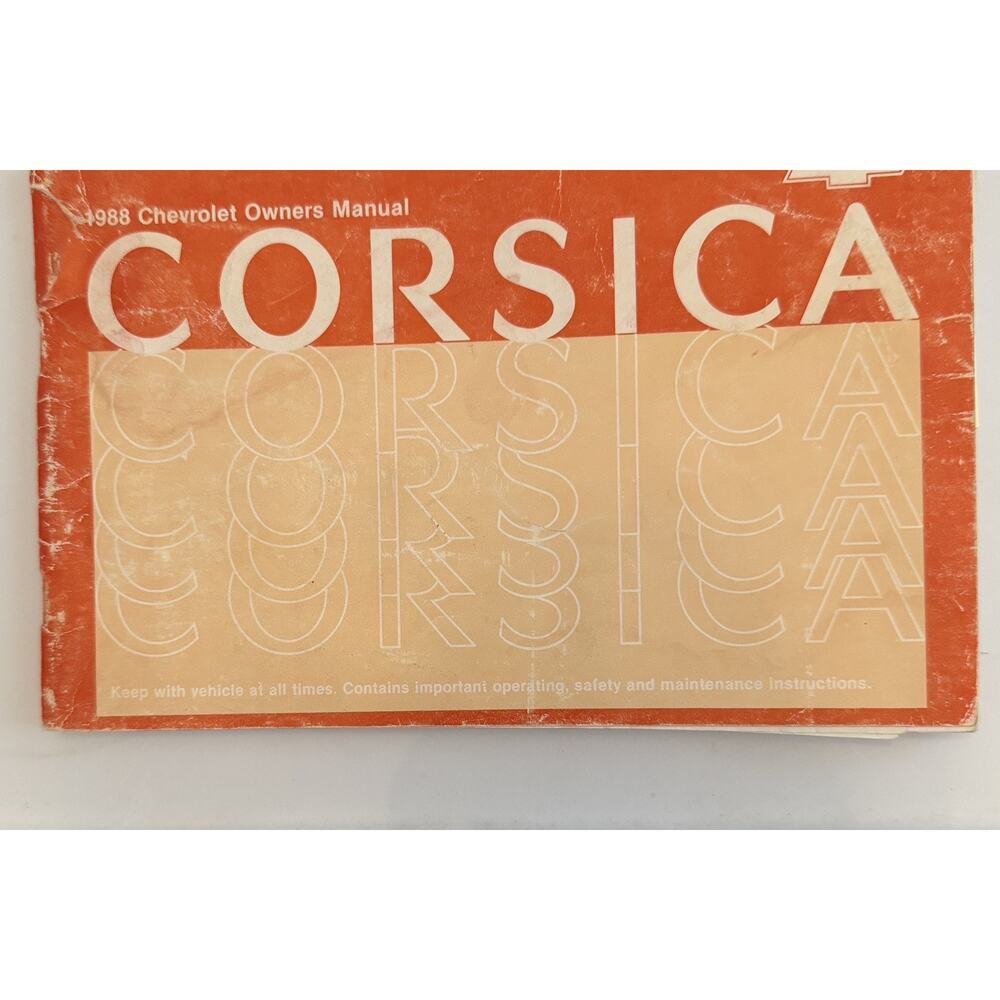 1988 Chevrolet Owners Manual
CORSICA
CORSICA
CORSICA
CORSICA
CORSICA
Keep with vehicle at all times. Contains important operating, safety and maintenance instructions.